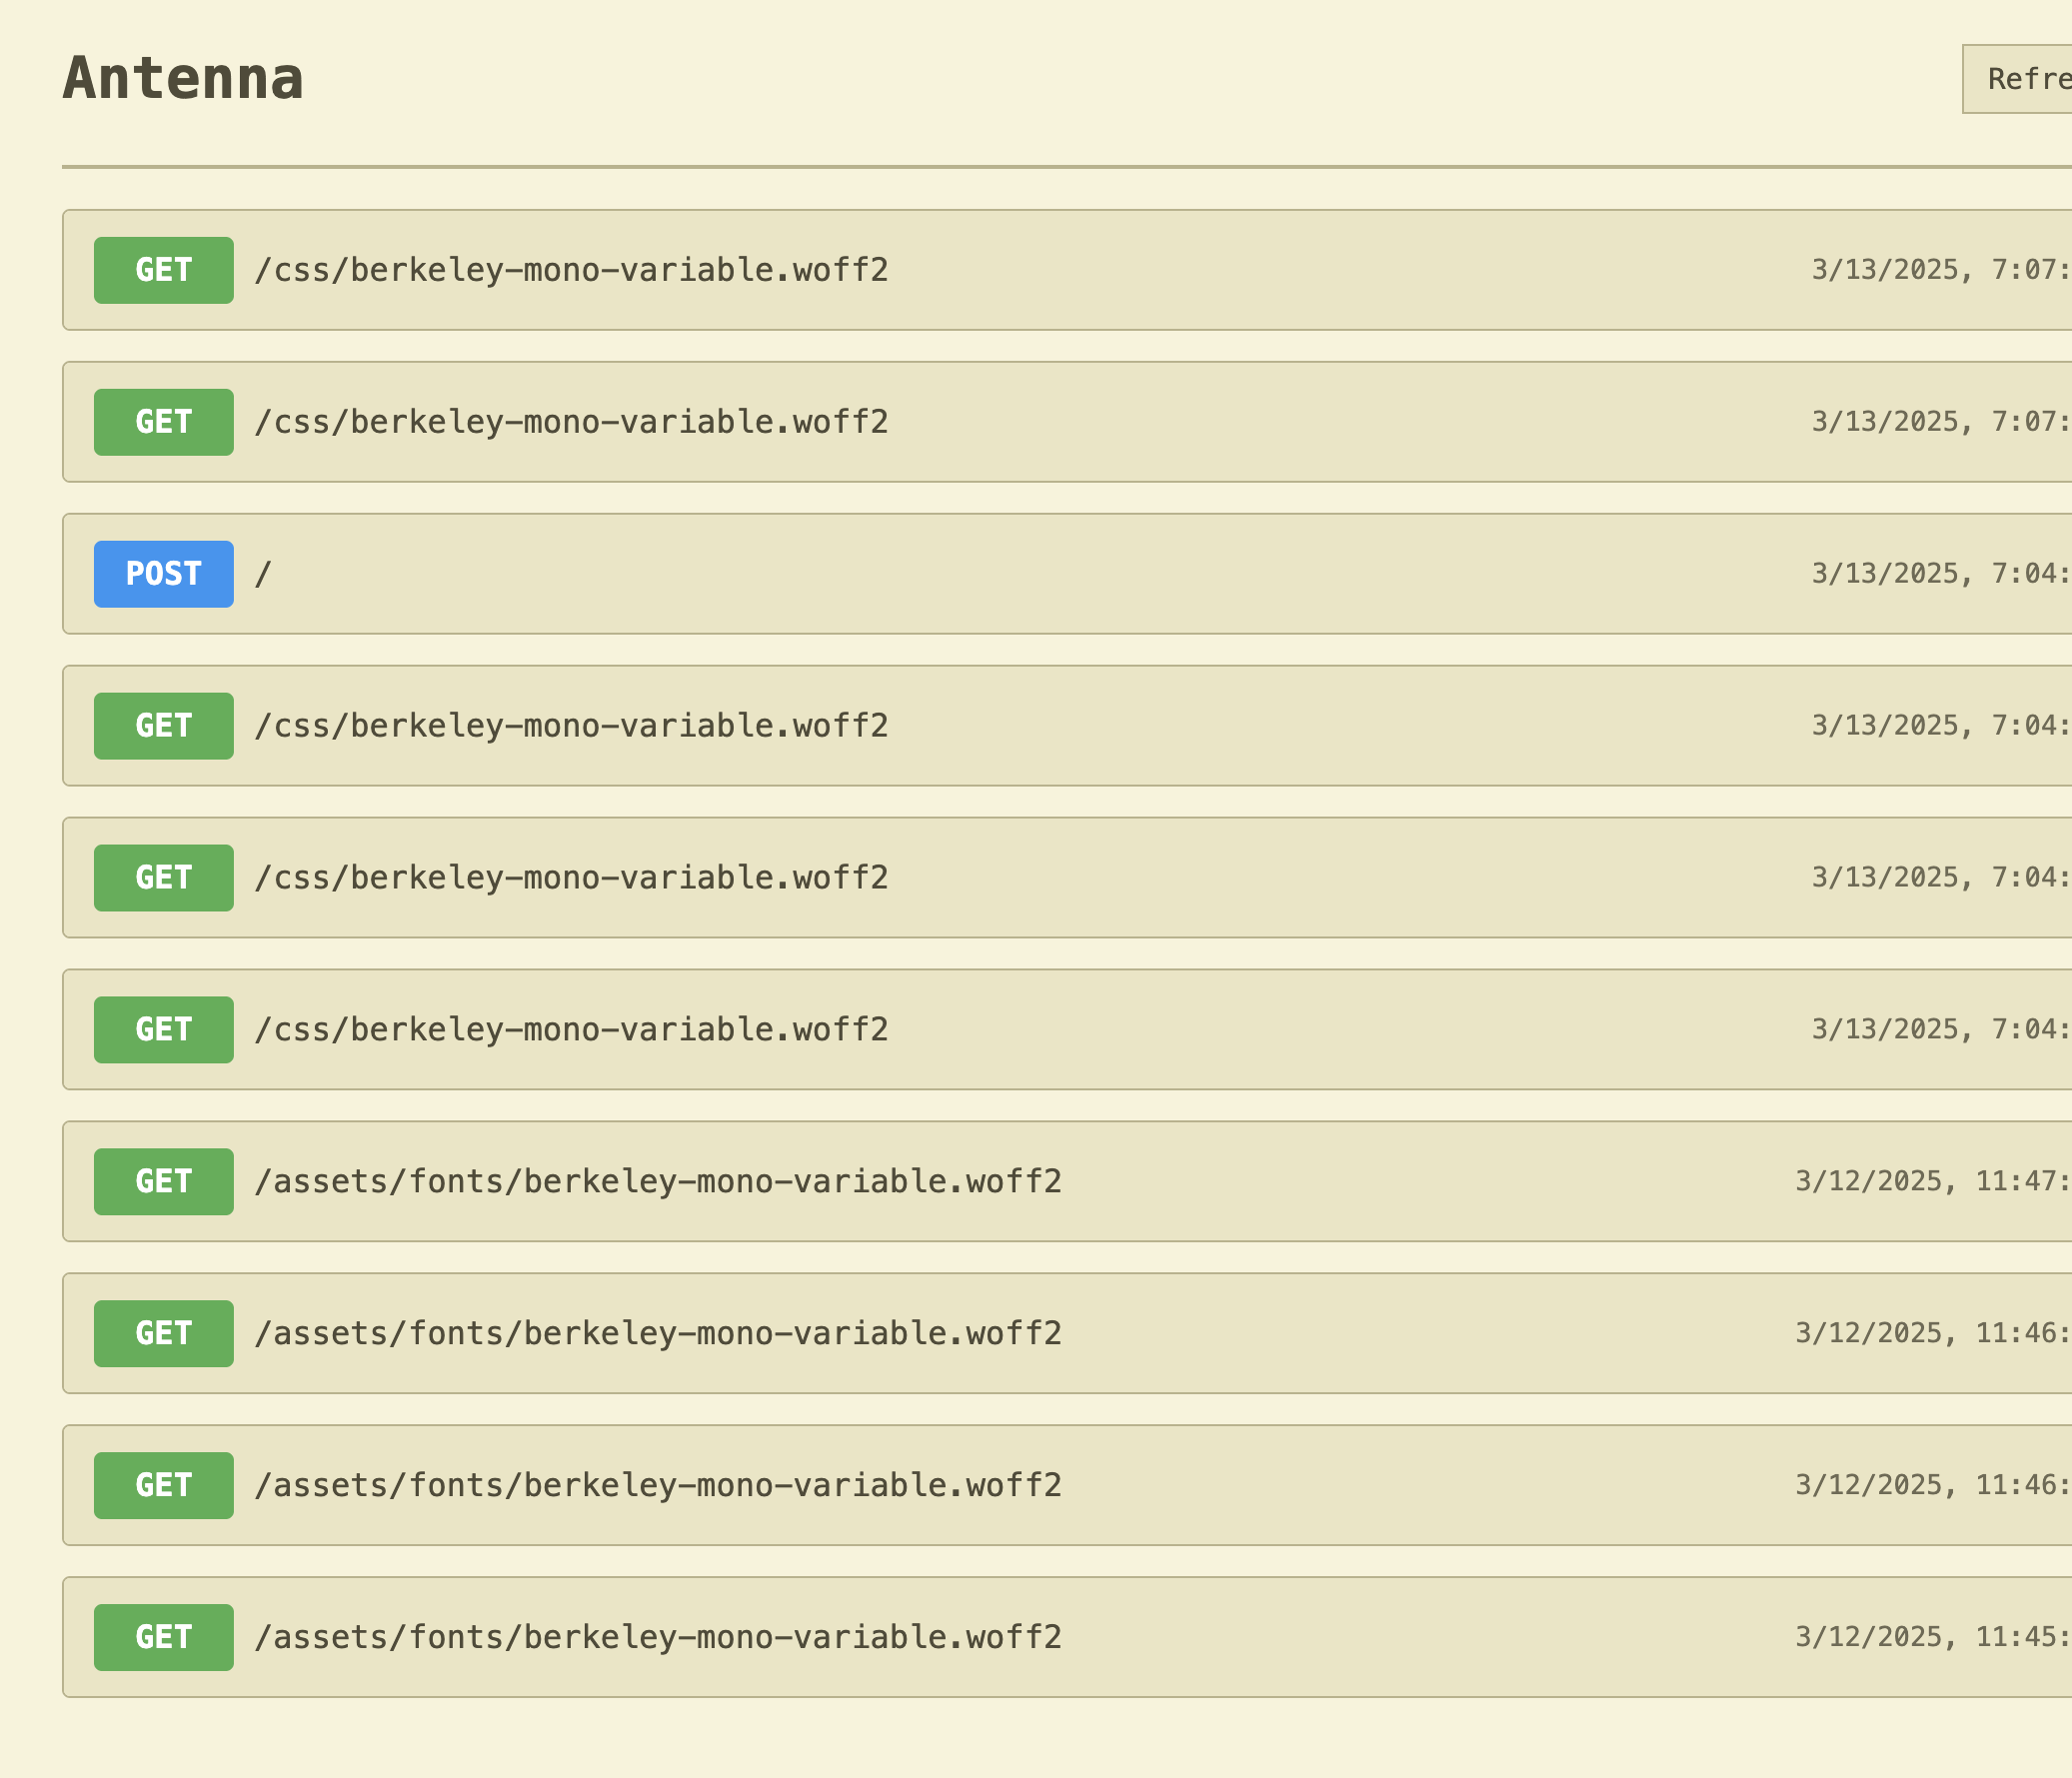 Antenna
Refre
GET /css/berkeley-mono-variable.woff2 3/13/2025, 7:07:
GET /css/berkeley-mono-variable.woff2 3/13/2025, 7:07:
POST / 3/13/2025, 7:04:
GET /css/berkeley-mono-variable.woff2 3/13/2025, 7:04:
GET /css/berkeley-mono-variable.woff2 3/13/2025, 7:04:
GET /css/berkeley-mono-variable.woff2 3/13/2025, 7:04:
GET /assets/fonts/berkeley-mono-variable.woff2 3/12/2025, 11:47:
GET /assets/fonts/berkeley-mono-variable.woff2 3/12/2025, 11:46:
GET /assets/fonts/berkeley-mono-variable.woff2 3/12/2025, 11:46:
GET /assets/fonts/berkeley-mono-variable.woff2 3/12/2025, 11:45: